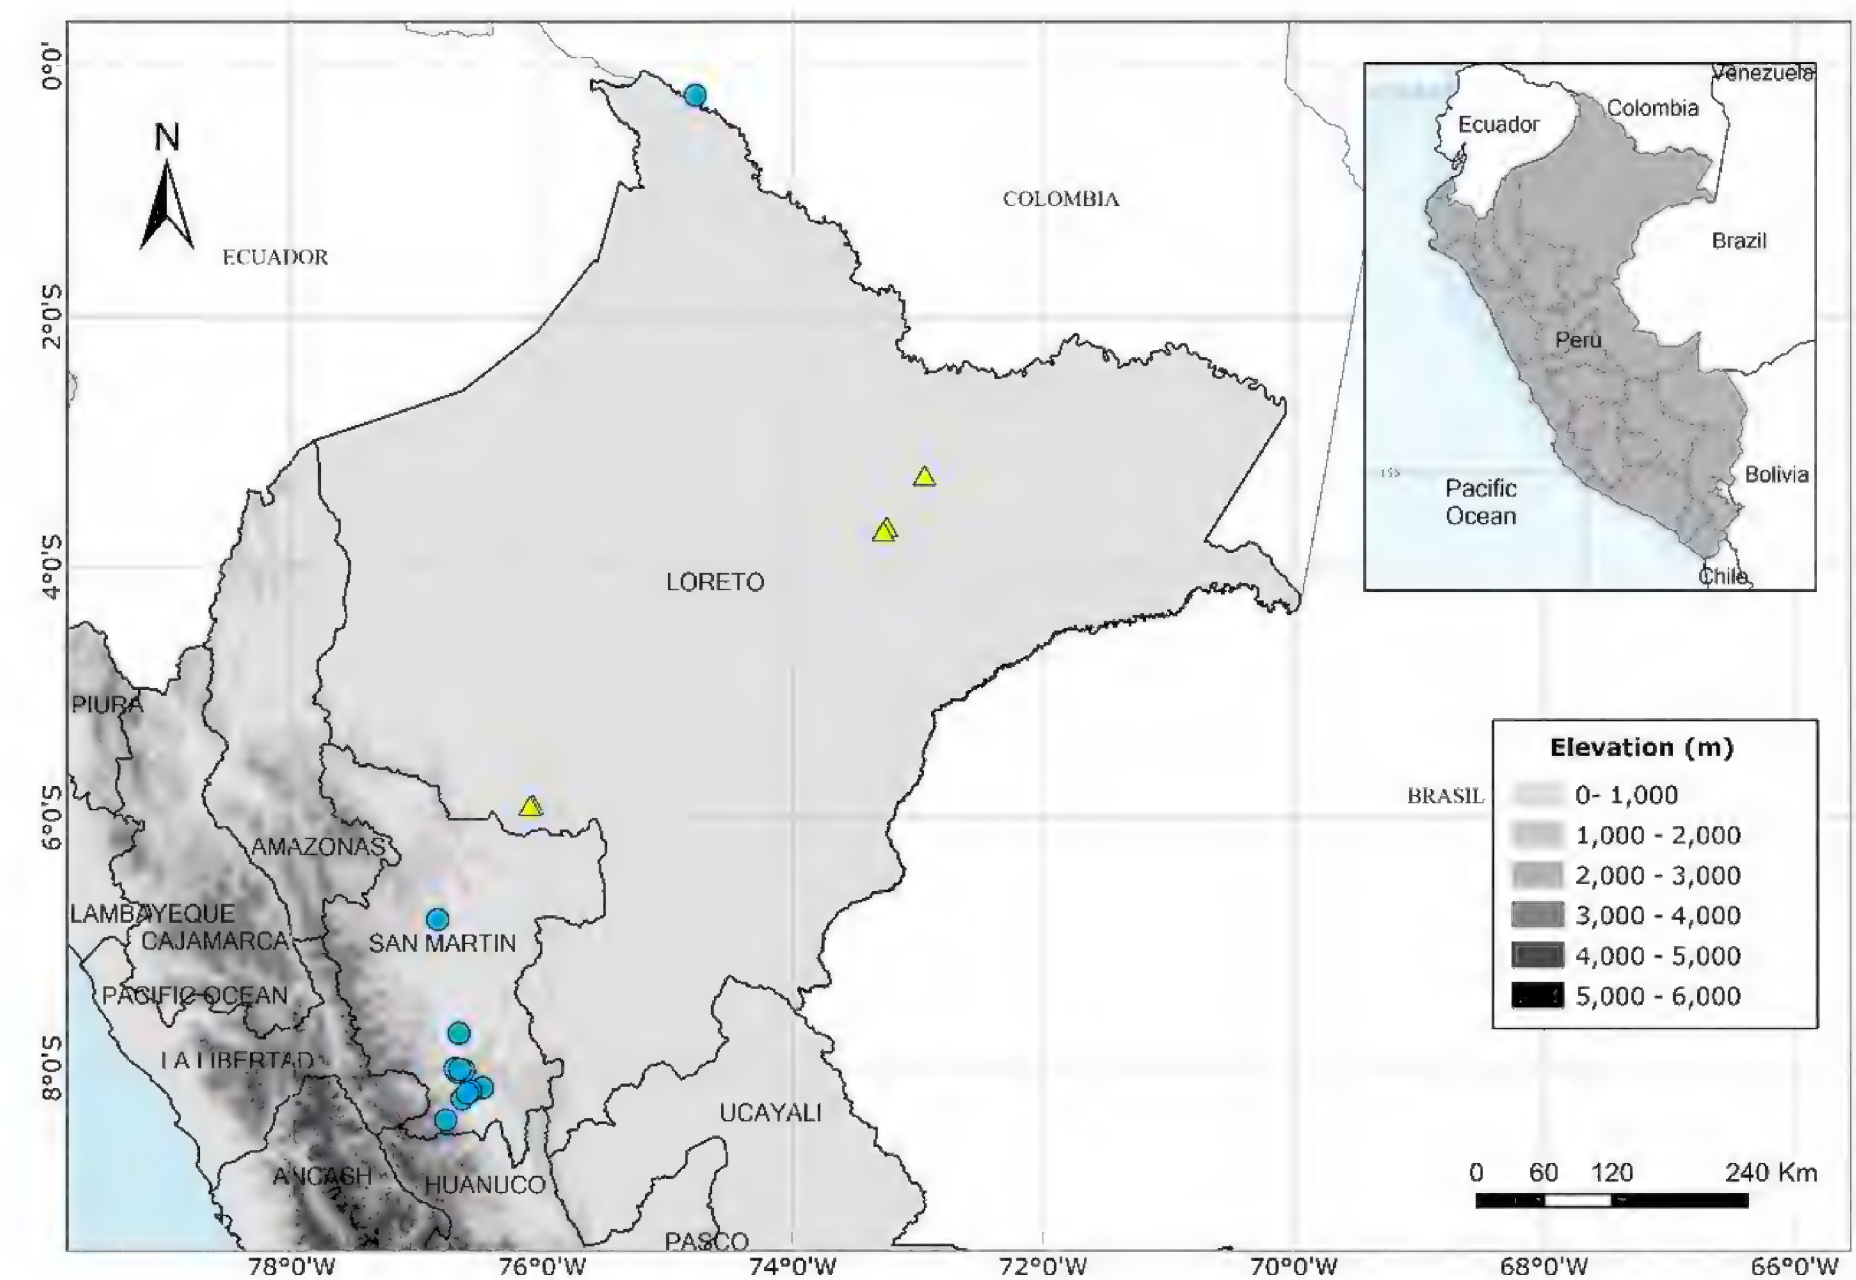 0°0'
2°0'S
4°0'S
6°0'S
8°0'S
N
ECUADOR
COLOMBIA
LORETO
PIURA
AMAZONAS
LAMBAYEQUE
CAJAMARCA
SAN MARTIN
PACIFIC OCEAN
LA LIBERTAD
ANCASH
HUANUCO
UCAYALI
PASCO
BRASIL
Venezuela
Colombia
Ecuador
Brazil
Peru
Bolivia
Pacific
Ocean
Chile
Elevation (m)
0- 1,000
1,000 - 2,000
2,000 - 3,000
3,000 - 4,000
4,000 - 5,000
5,000 - 6,000
0 60 120 240 Km
78°0'W 76°0'W 74°0'W 72°0'W 70°0'W 68°0'W 66°0'W